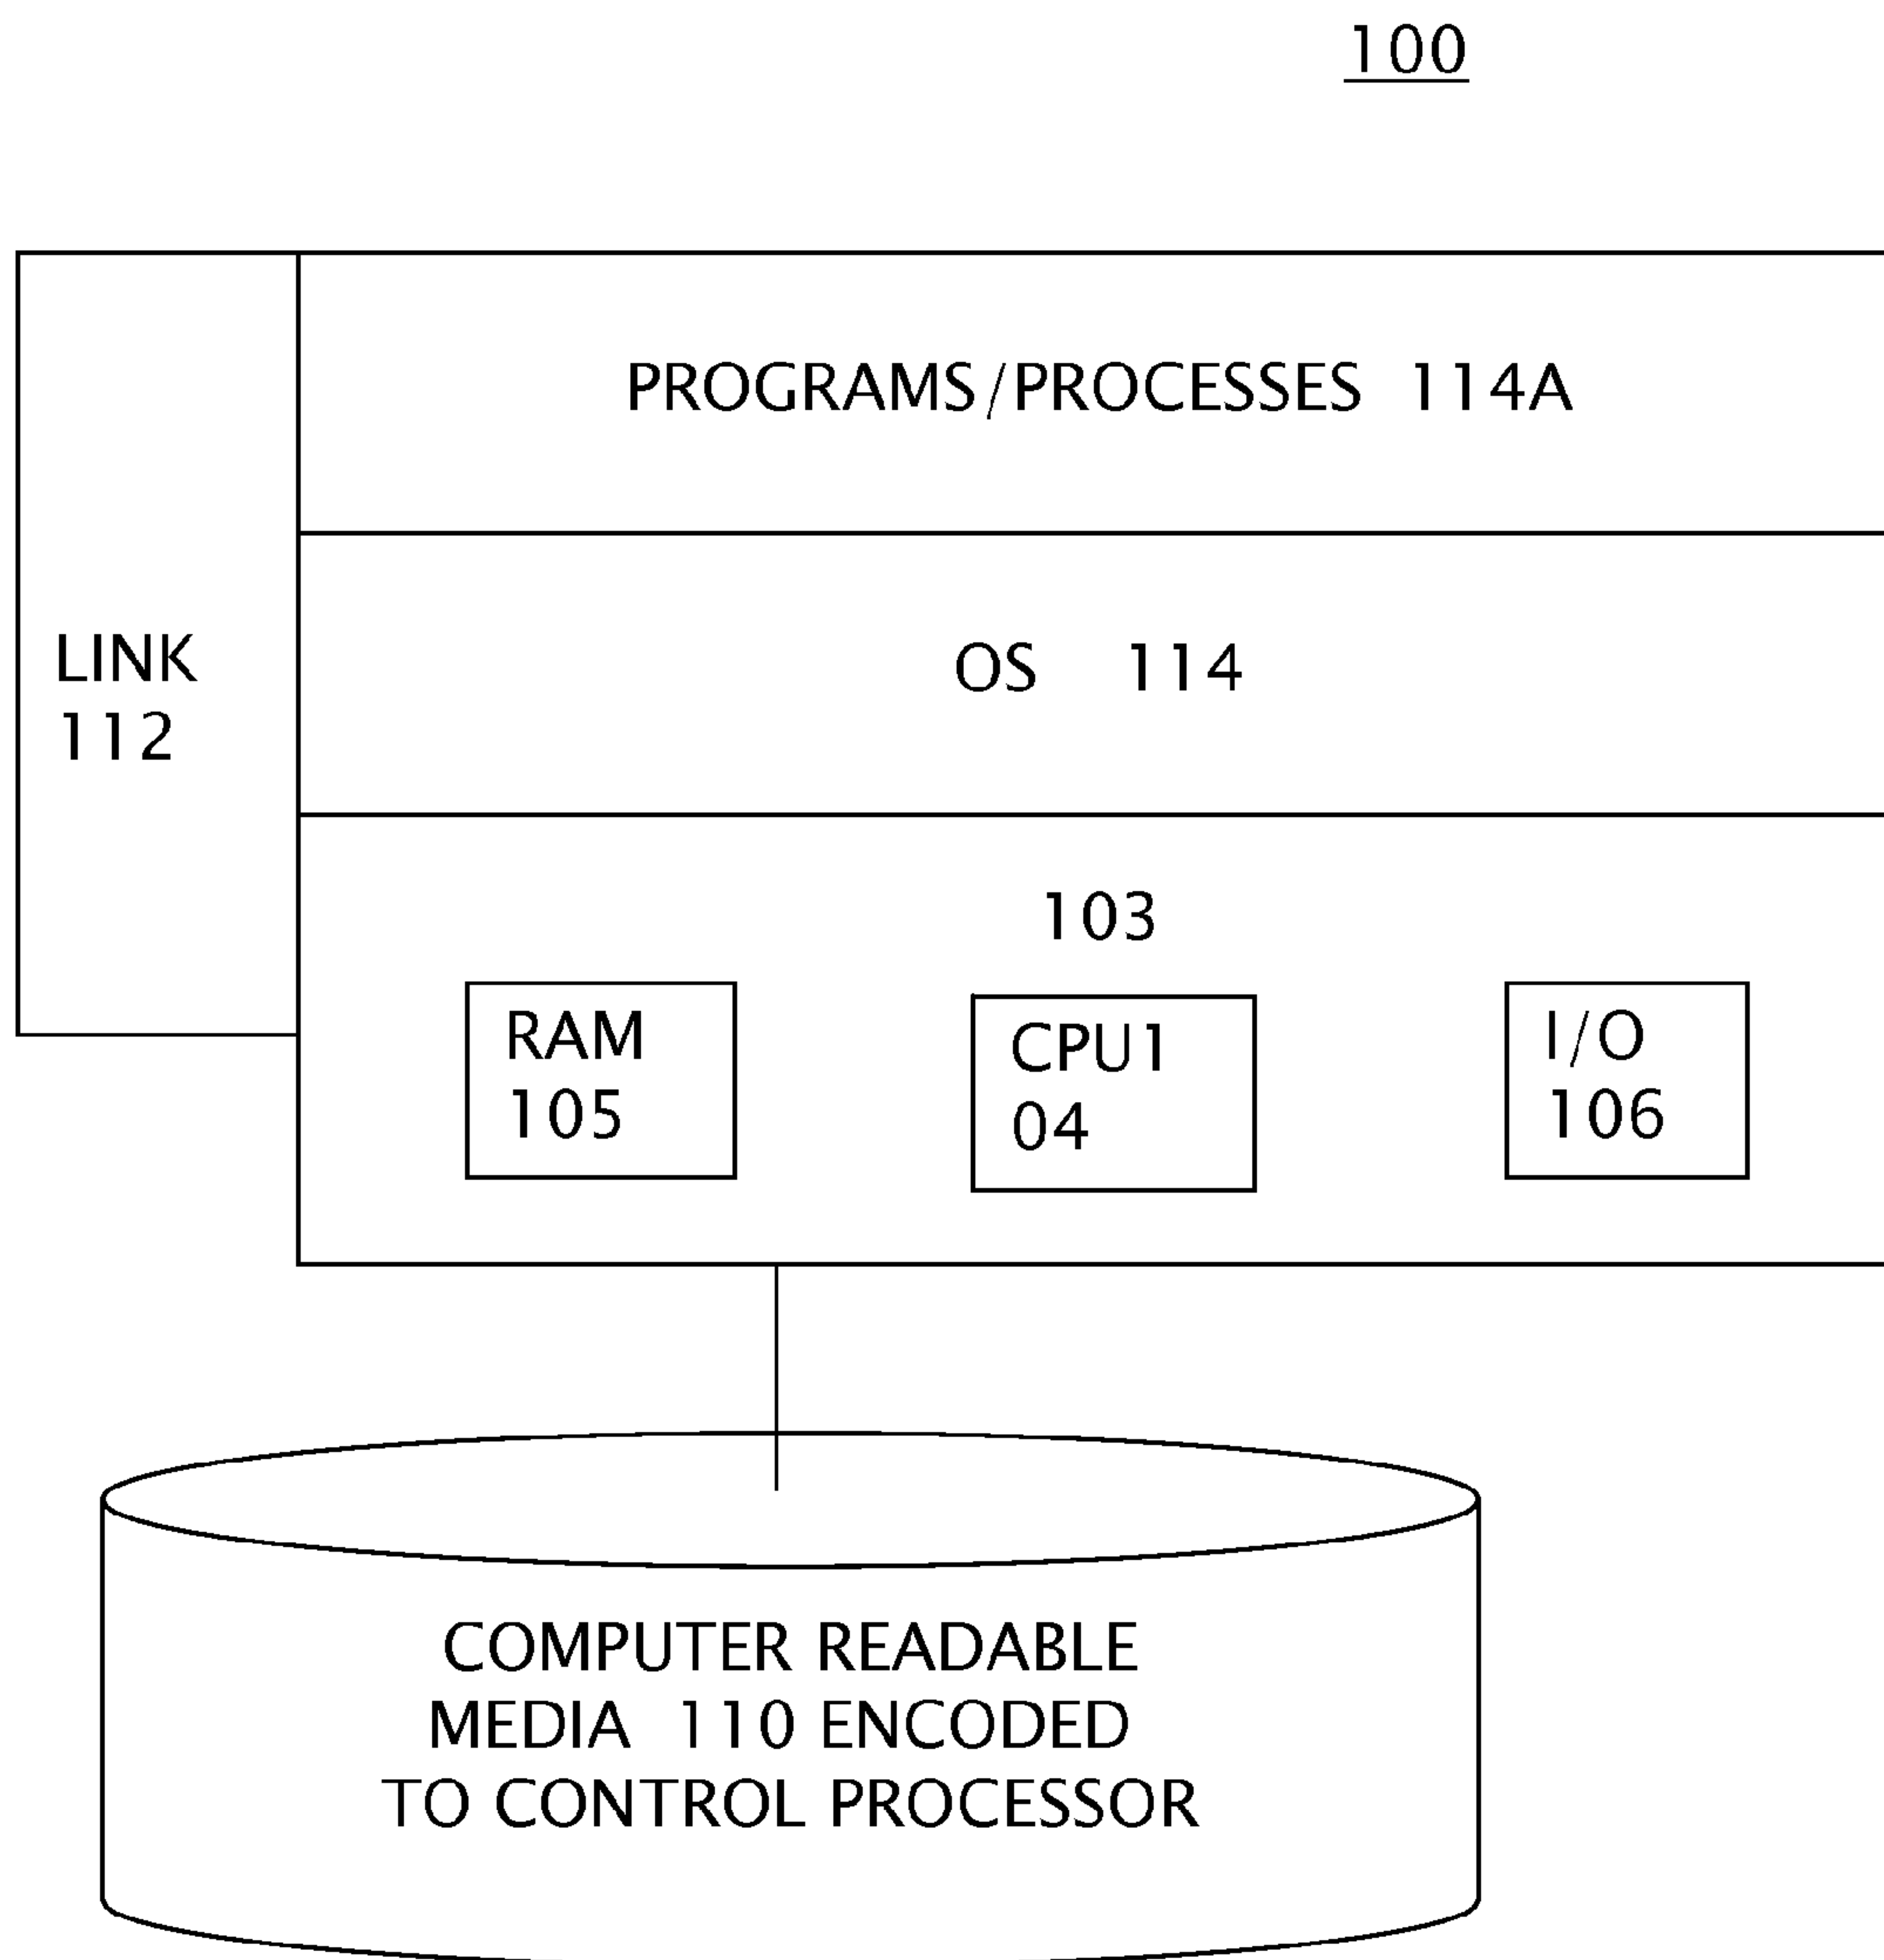 100
PROGRAMS/PROCESSES 114A
LINK
112
OS 114
103
RAM
105
CPU1
04
I/O
106
COMPUTER READABLE
MEDIA 110 ENCODED
TO CONTROL PROCESSOR